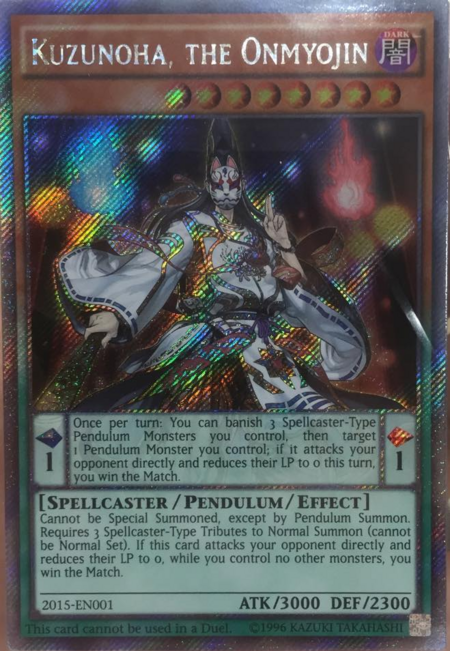 Kuzunoha, the Onmyojin
DARK
闇
Once per turn: You can banish 3 Spellcaster-Type
Pendulum Monsters you control, then target
1 Pendulum Monster you control; if it attacks your
opponent directly and reduces their LP to 0 this turn,
you win the Match.
1
1
[Spellcaster/Pendulum/Effect]
Cannot be Special Summoned, except by Pendulum Summon.
Requires 3 Spellcaster-Type Tributes to Normal Summon (cannot
be Normal Set). If this card attacks your opponent directly and
reduces their LP to 0, while you control no other monsters, you
win the Match.
2015-EN001 ATK/3000 DEF/2300
This card cannot be used in a Duel. ©1996 KAZUKI TAKAHASHI